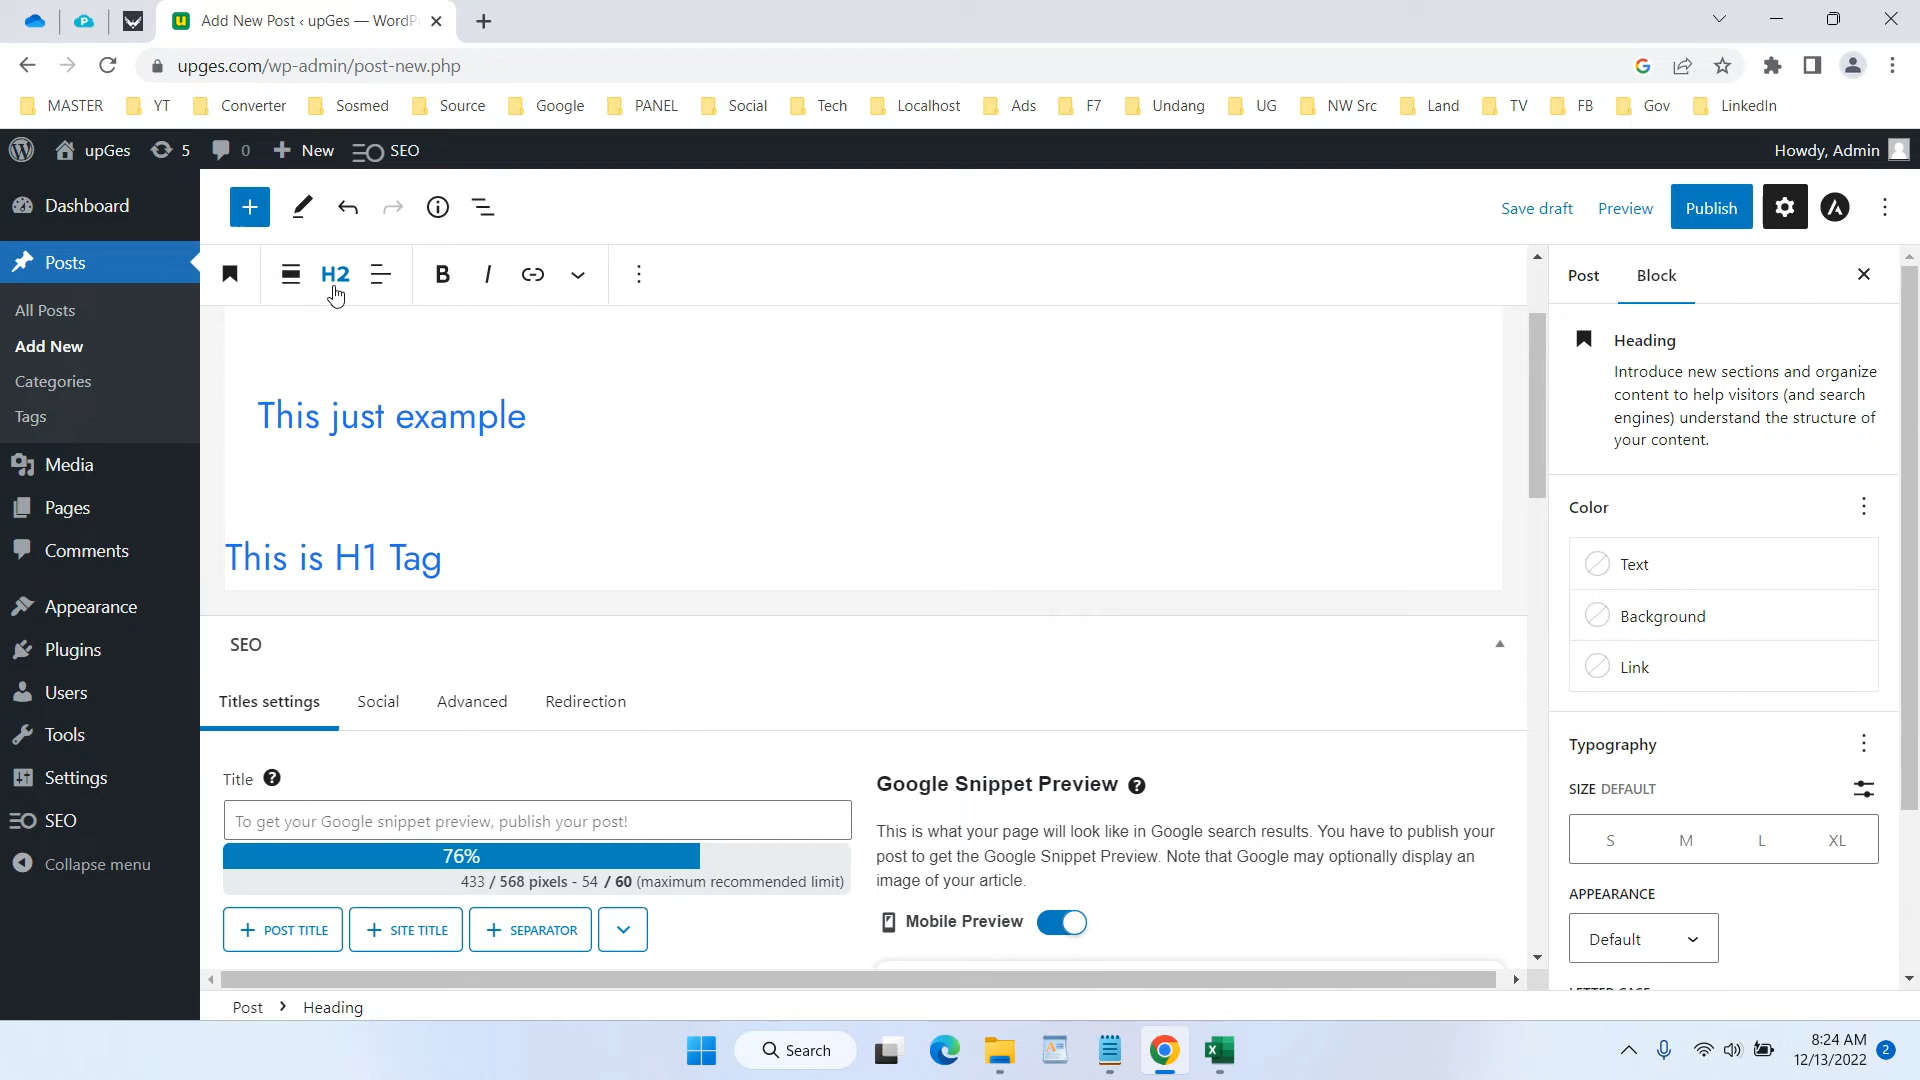 Add New Post ‹ upGes — WordP
upges.com/wp-admin/post-new.php
MASTER YT Converter Sosmed Source Google PANEL Social Tech Localhost Ads F7 Undang UG NW Src Land TV FB Gov LinkedIn
upGes 5 0 New SEO Howdy, Admin
Dashboard
Posts
All Posts
Add New
Categories
Tags
Media
Pages
Comments
Appearance
Plugins
Users
Tools
Settings
SEO
Collapse menu
Save draft Preview Publish
H2 B I
This just example
This is H1 Tag
SEO
Titles settings Social Advanced Redirection
Title
To get your Google snippet preview, publish your post!
76%
433 / 568 pixels - 54 / 60 (maximum recommended limit)
+ POST TITLE + SITE TITLE + SEPARATOR
Google Snippet Preview
This is what your page will look like in Google search results. You have to publish your
post to get the Google Snippet Preview. Note that Google may optionally display an
image of your article.
Mobile Preview
Post Block
Heading
Introduce new sections and organize
content to help visitors (and search
engines) understand the structure of
your content.
Color
Text
Background
Link
Typography
SIZE DEFAULT
S M L XL
APPEARANCE
Default
Post › Heading
Search
8:24 AM
12/13/2022
2